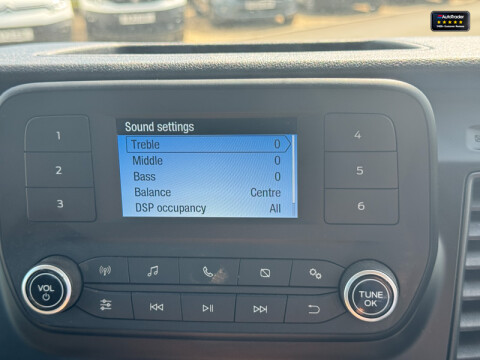 AutoTrader
Sound settings
Treble 0
Middle 0
Bass 0
Balance Centre
DSP occupancy All
1
2
3
4
5
6
VOL
TUNE
OK